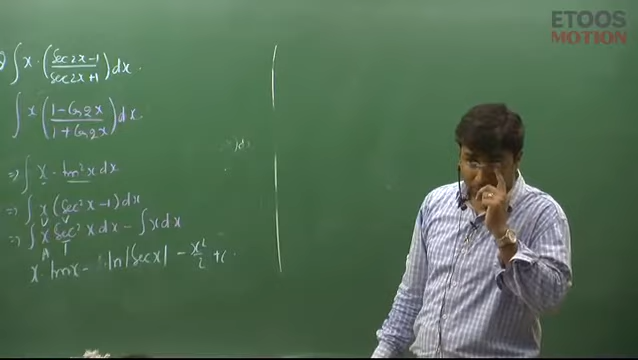 ∫ x · (sec2x-1 / sec2x+1) dx ·
∫ x (1-Cos2x / 1+Cos2x) dx ·
⇒ ∫ x · tan²x dx
⇒ ∫ x (sec²x -1) dx
⇒ ∫ x sec²x dx - ∫ x dx
A T
x tanx - ln|secx| - x²/2 + c ·
ETOOS
MOTION